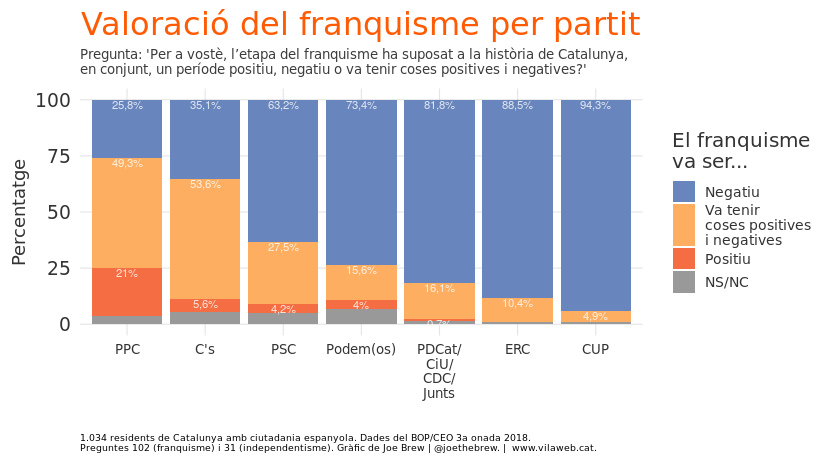 Valoració del franquisme per partit
Pregunta: 'Per a vostè, l’etapa del franquisme ha suposat a la història de Catalunya,
en conjunt, un període positiu, negatiu o va tenir coses positives i negatives?'
Percentatge
100
75
50
25
0
25,8%
35,1%
63,2%
73,4%
81,8%
88,5%
94,3%
49,3%
53,6%
27,5%
15,6%
16,1%
10,4%
4,9%
21%
5,6%
4,2%
4%
0,7%
PPC
C's
PSC
Podem(os)
PDCat/
CiU/
CDC/
Junts
ERC
CUP
El franquisme
va ser...
Negatiu
Va tenir
coses positives
i negatives
Positiu
NS/NC
1.034 residents de Catalunya amb ciutadania espanyola. Dades del BOP/CEO 3a onada 2018.
Preguntes 102 (franquisme) i 31 (independentisme). Gràfic de Joe Brew | @joethebrew. | www.vilaweb.cat.